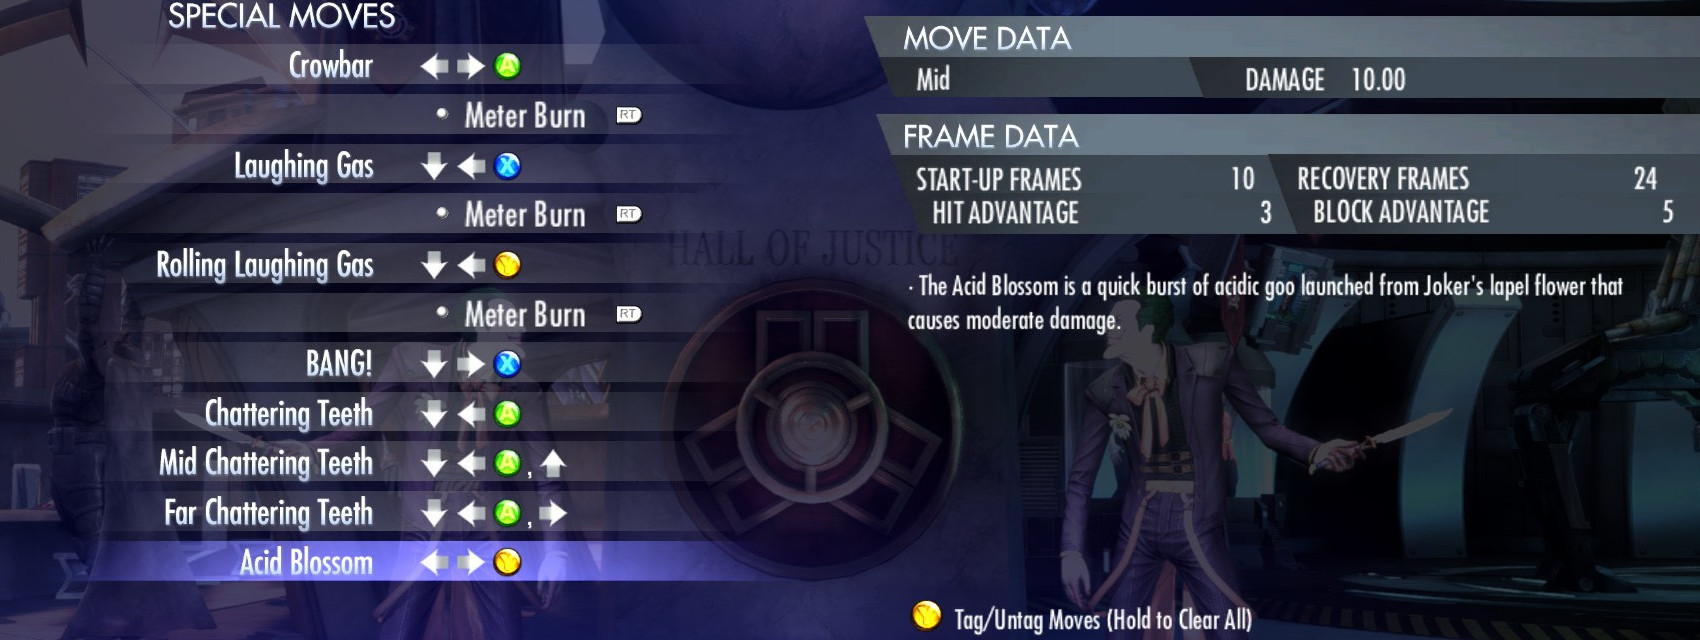 SPECIAL MOVES
Crowbar A
• Meter Burn RT
Laughing Gas X
• Meter Burn RT
Rolling Laughing Gas Y
• Meter Burn RT
BANG! X
Chattering Teeth A
Mid Chattering Teeth A ,
Far Chattering Teeth A ,
Acid Blossom Y
HALL OF JUSTICE
MOVE DATA
Mid DAMAGE 10.00
FRAME DATA
START-UP FRAMES 10 RECOVERY FRAMES 24
HIT ADVANTAGE 3 BLOCK ADVANTAGE 5
· The Acid Blossom is a quick burst of acidic goo launched from Joker's lapel flower that
causes moderate damage.
Y Tag/Untag Moves (Hold to Clear All)